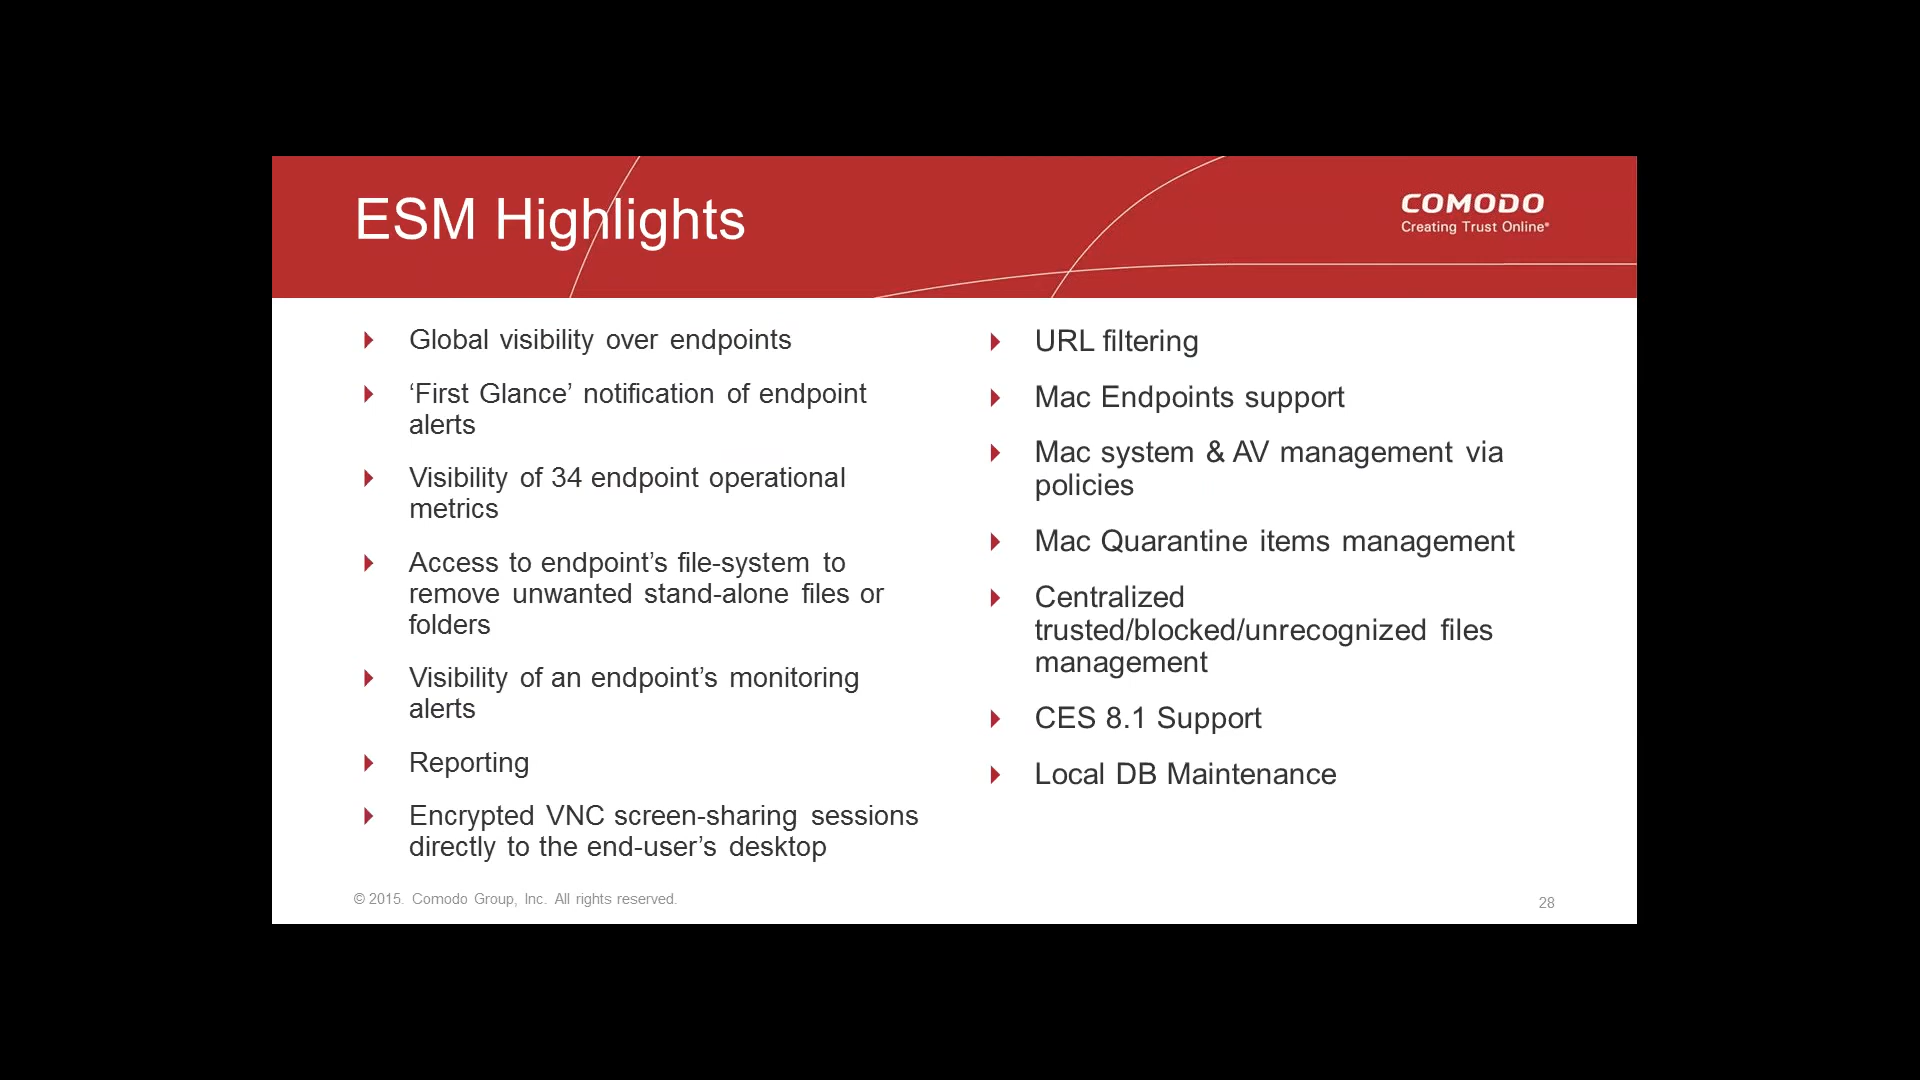 ESM Highlights
COMODO
Creating Trust Online®
Global visibility over endpoints
‘First Glance’ notification of endpoint
alerts
Visibility of 34 endpoint operational
metrics
Access to endpoint’s file-system to
remove unwanted stand-alone files or
folders
Visibility of an endpoint’s monitoring
alerts
Reporting
Encrypted VNC screen-sharing sessions
directly to the end-user’s desktop
URL filtering
Mac Endpoints support
Mac system & AV management via
policies
Mac Quarantine items management
Centralized
trusted/blocked/unrecognized files
management
CES 8.1 Support
Local DB Maintenance
© 2015. Comodo Group, Inc. All rights reserved.
28